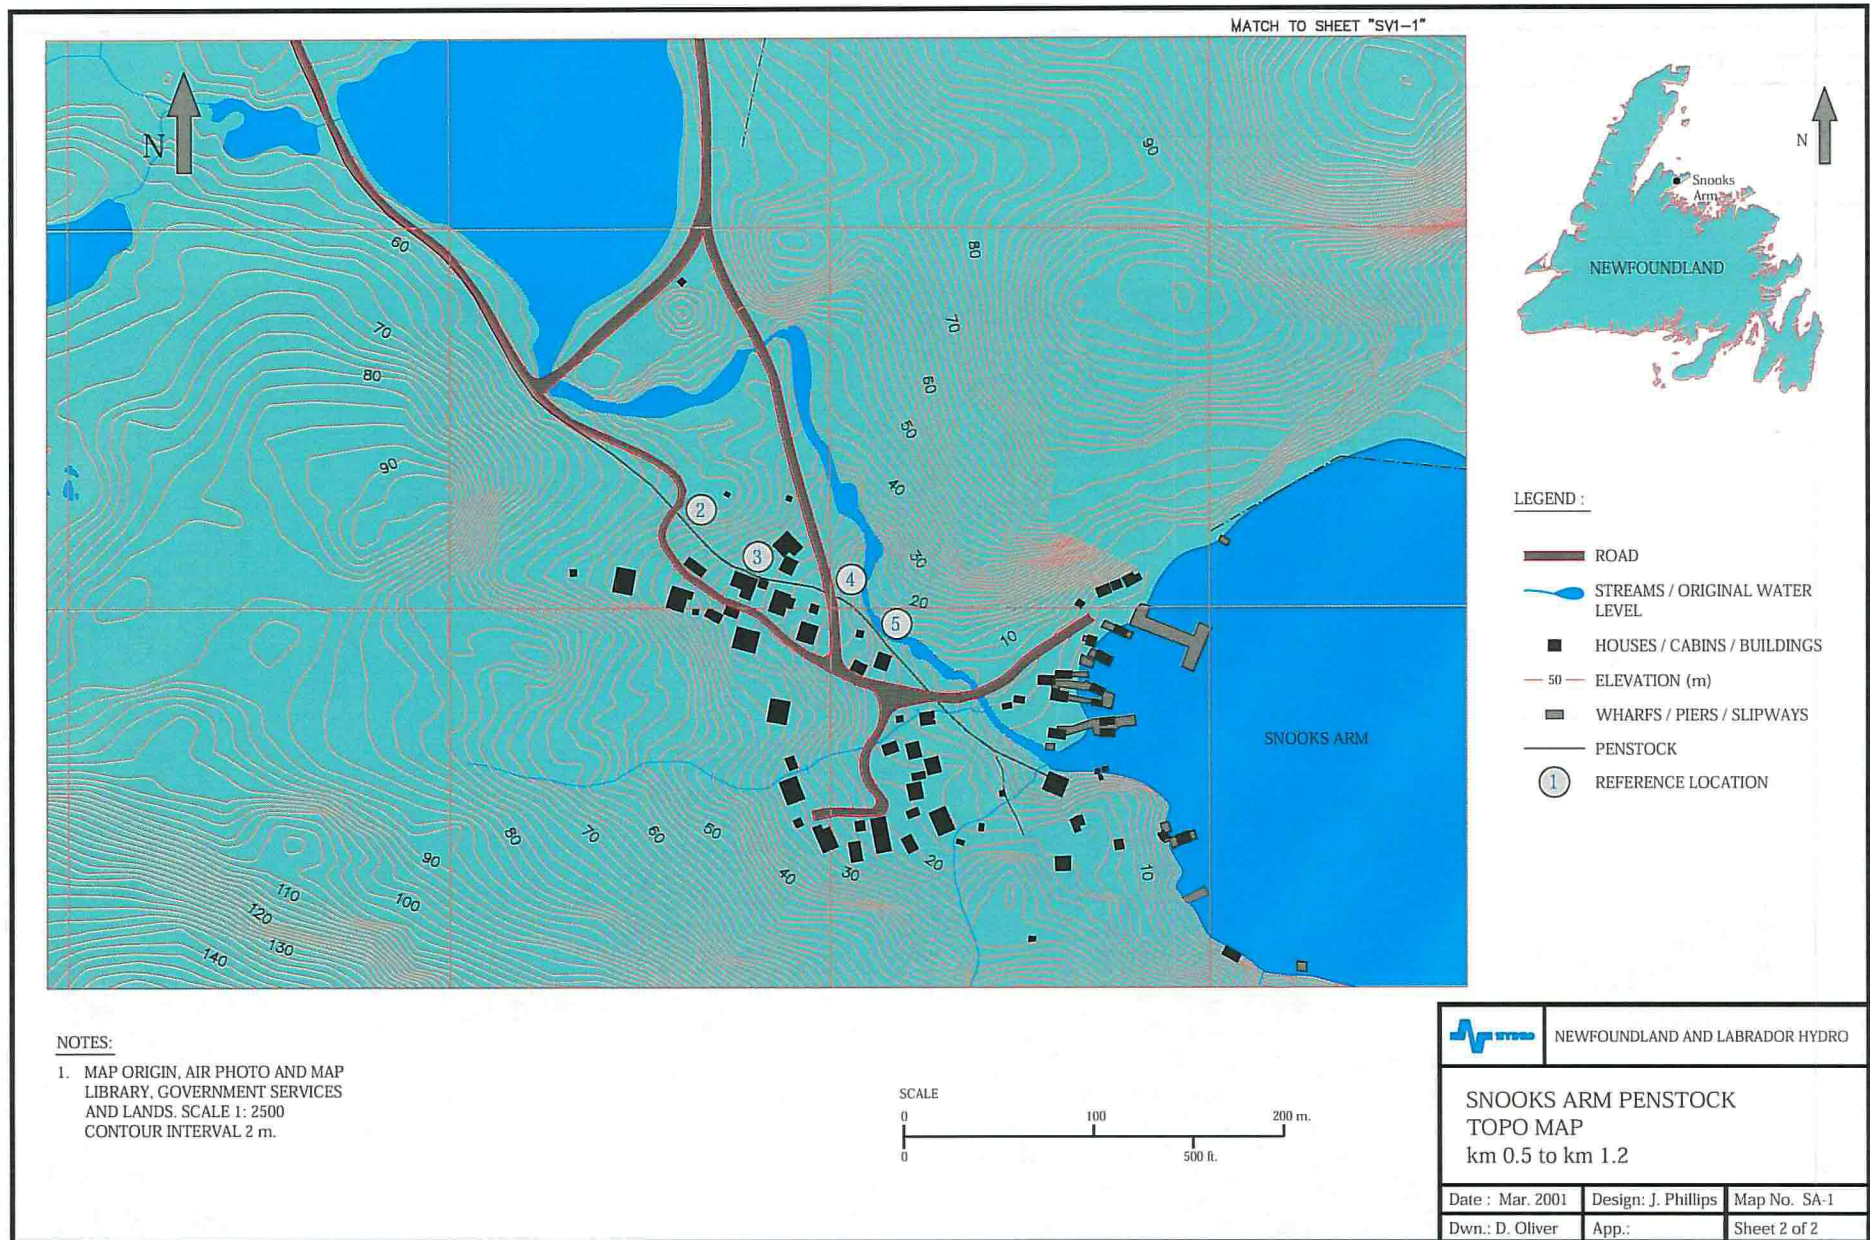 MATCH TO SHEET "SV1-1"
N
60
70
80
90
90
80
70
60
50
40
30
20
10
2
3
4
5
SNOOKS ARM
80
70
60
50
90
100
110
120
130
140
40
30
20
10
N
Snooks
Arm
NEWFOUNDLAND
LEGEND :
ROAD
STREAMS / ORIGINAL WATER
LEVEL
HOUSES / CABINS / BUILDINGS
50 ELEVATION (m)
WHARFS / PIERS / SLIPWAYS
PENSTOCK
1 REFERENCE LOCATION
NOTES:
1. MAP ORIGIN, AIR PHOTO AND MAP
LIBRARY, GOVERNMENT SERVICES
AND LANDS. SCALE 1: 2500
CONTOUR INTERVAL 2 m.
SCALE
0 100 200 m.
0 500 ft.
HYDRO NEWFOUNDLAND AND LABRADOR HYDRO
SNOOKS ARM PENSTOCK
TOPO MAP
km 0.5 to km 1.2
Date : Mar. 2001 Design: J. Phillips Map No. SA-1
Dwn.: D. Oliver App.: Sheet 2 of 2